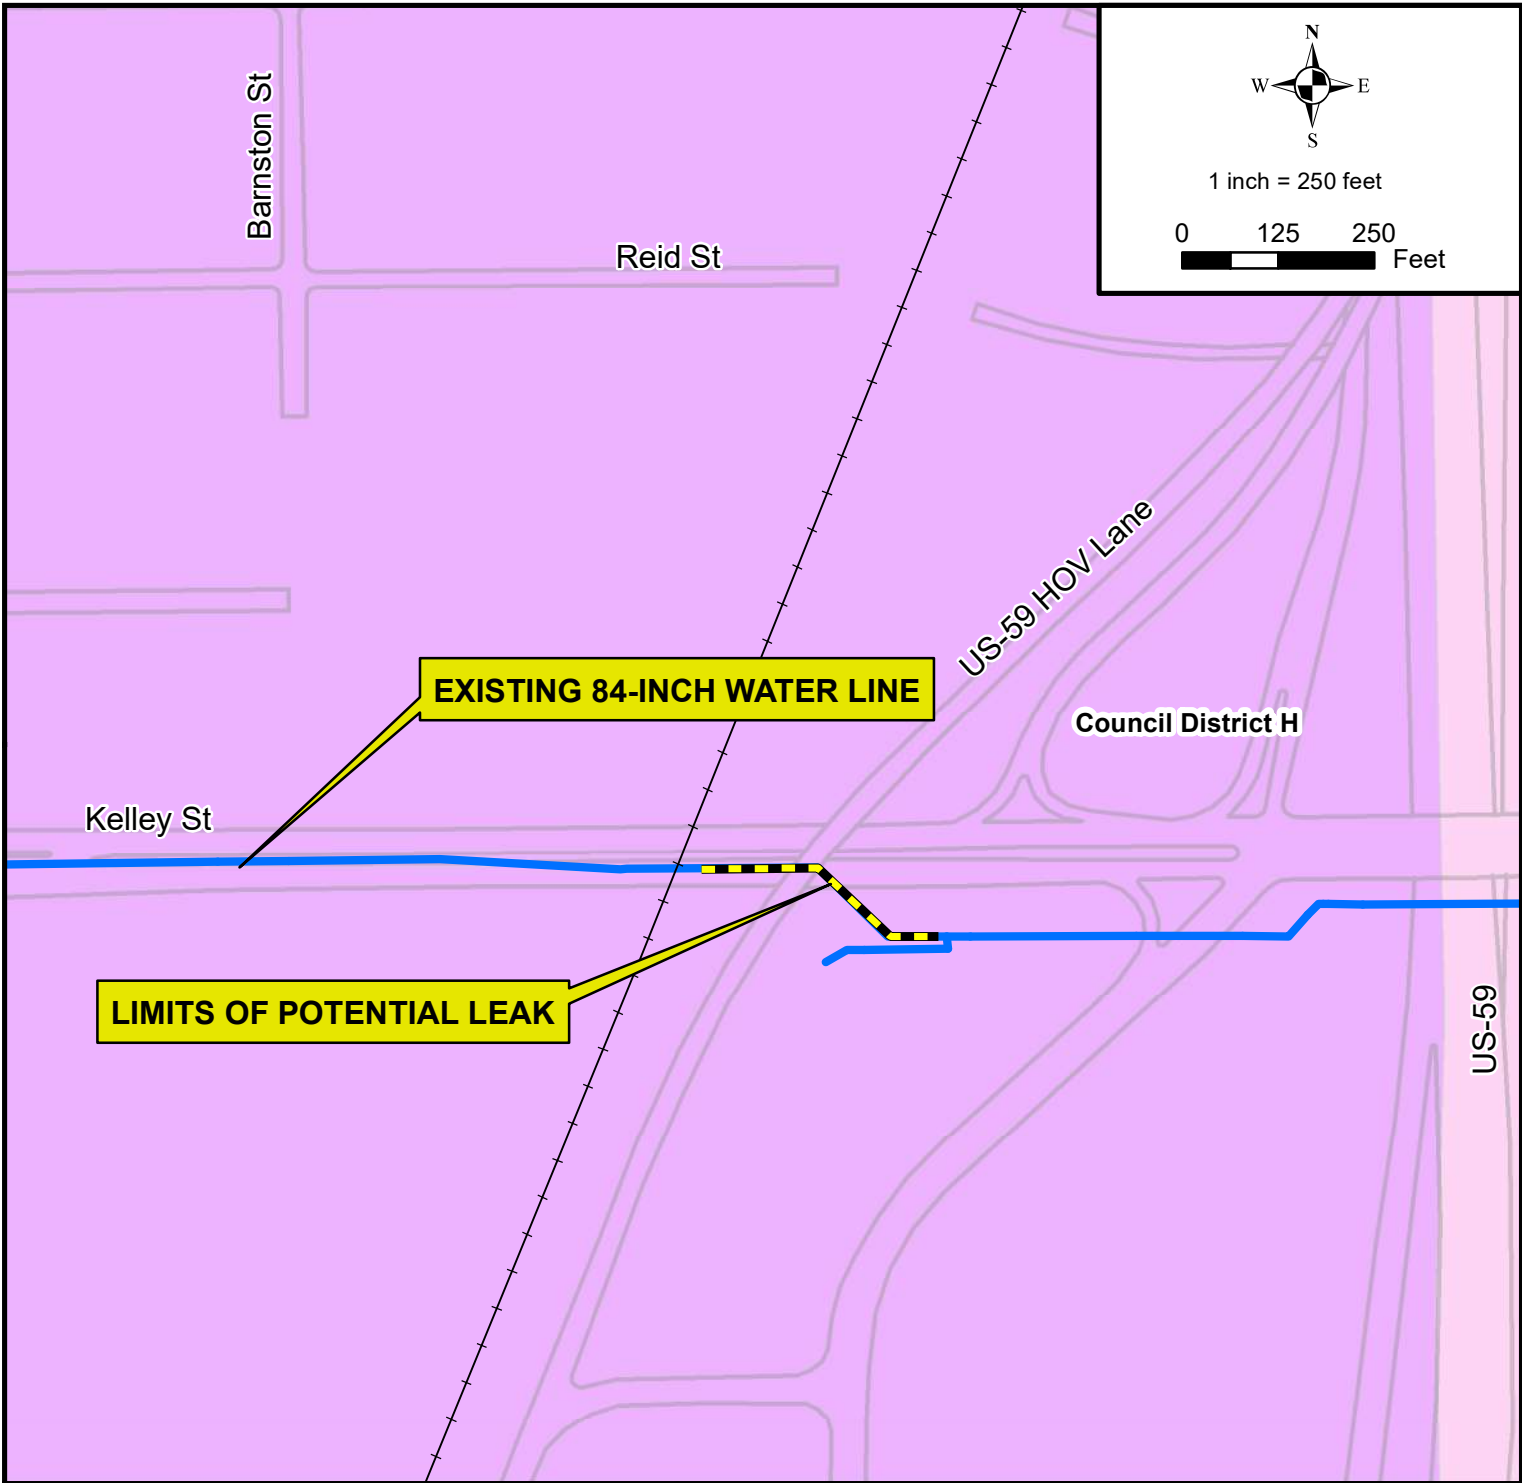 N
W E
S
1 inch = 250 feet
0 125 250
Feet
Barnston St
Reid St
US-59 HOV Lane
EXISTING 84-INCH WATER LINE
Council District H
Kelley St
LIMITS OF POTENTIAL LEAK
US-59